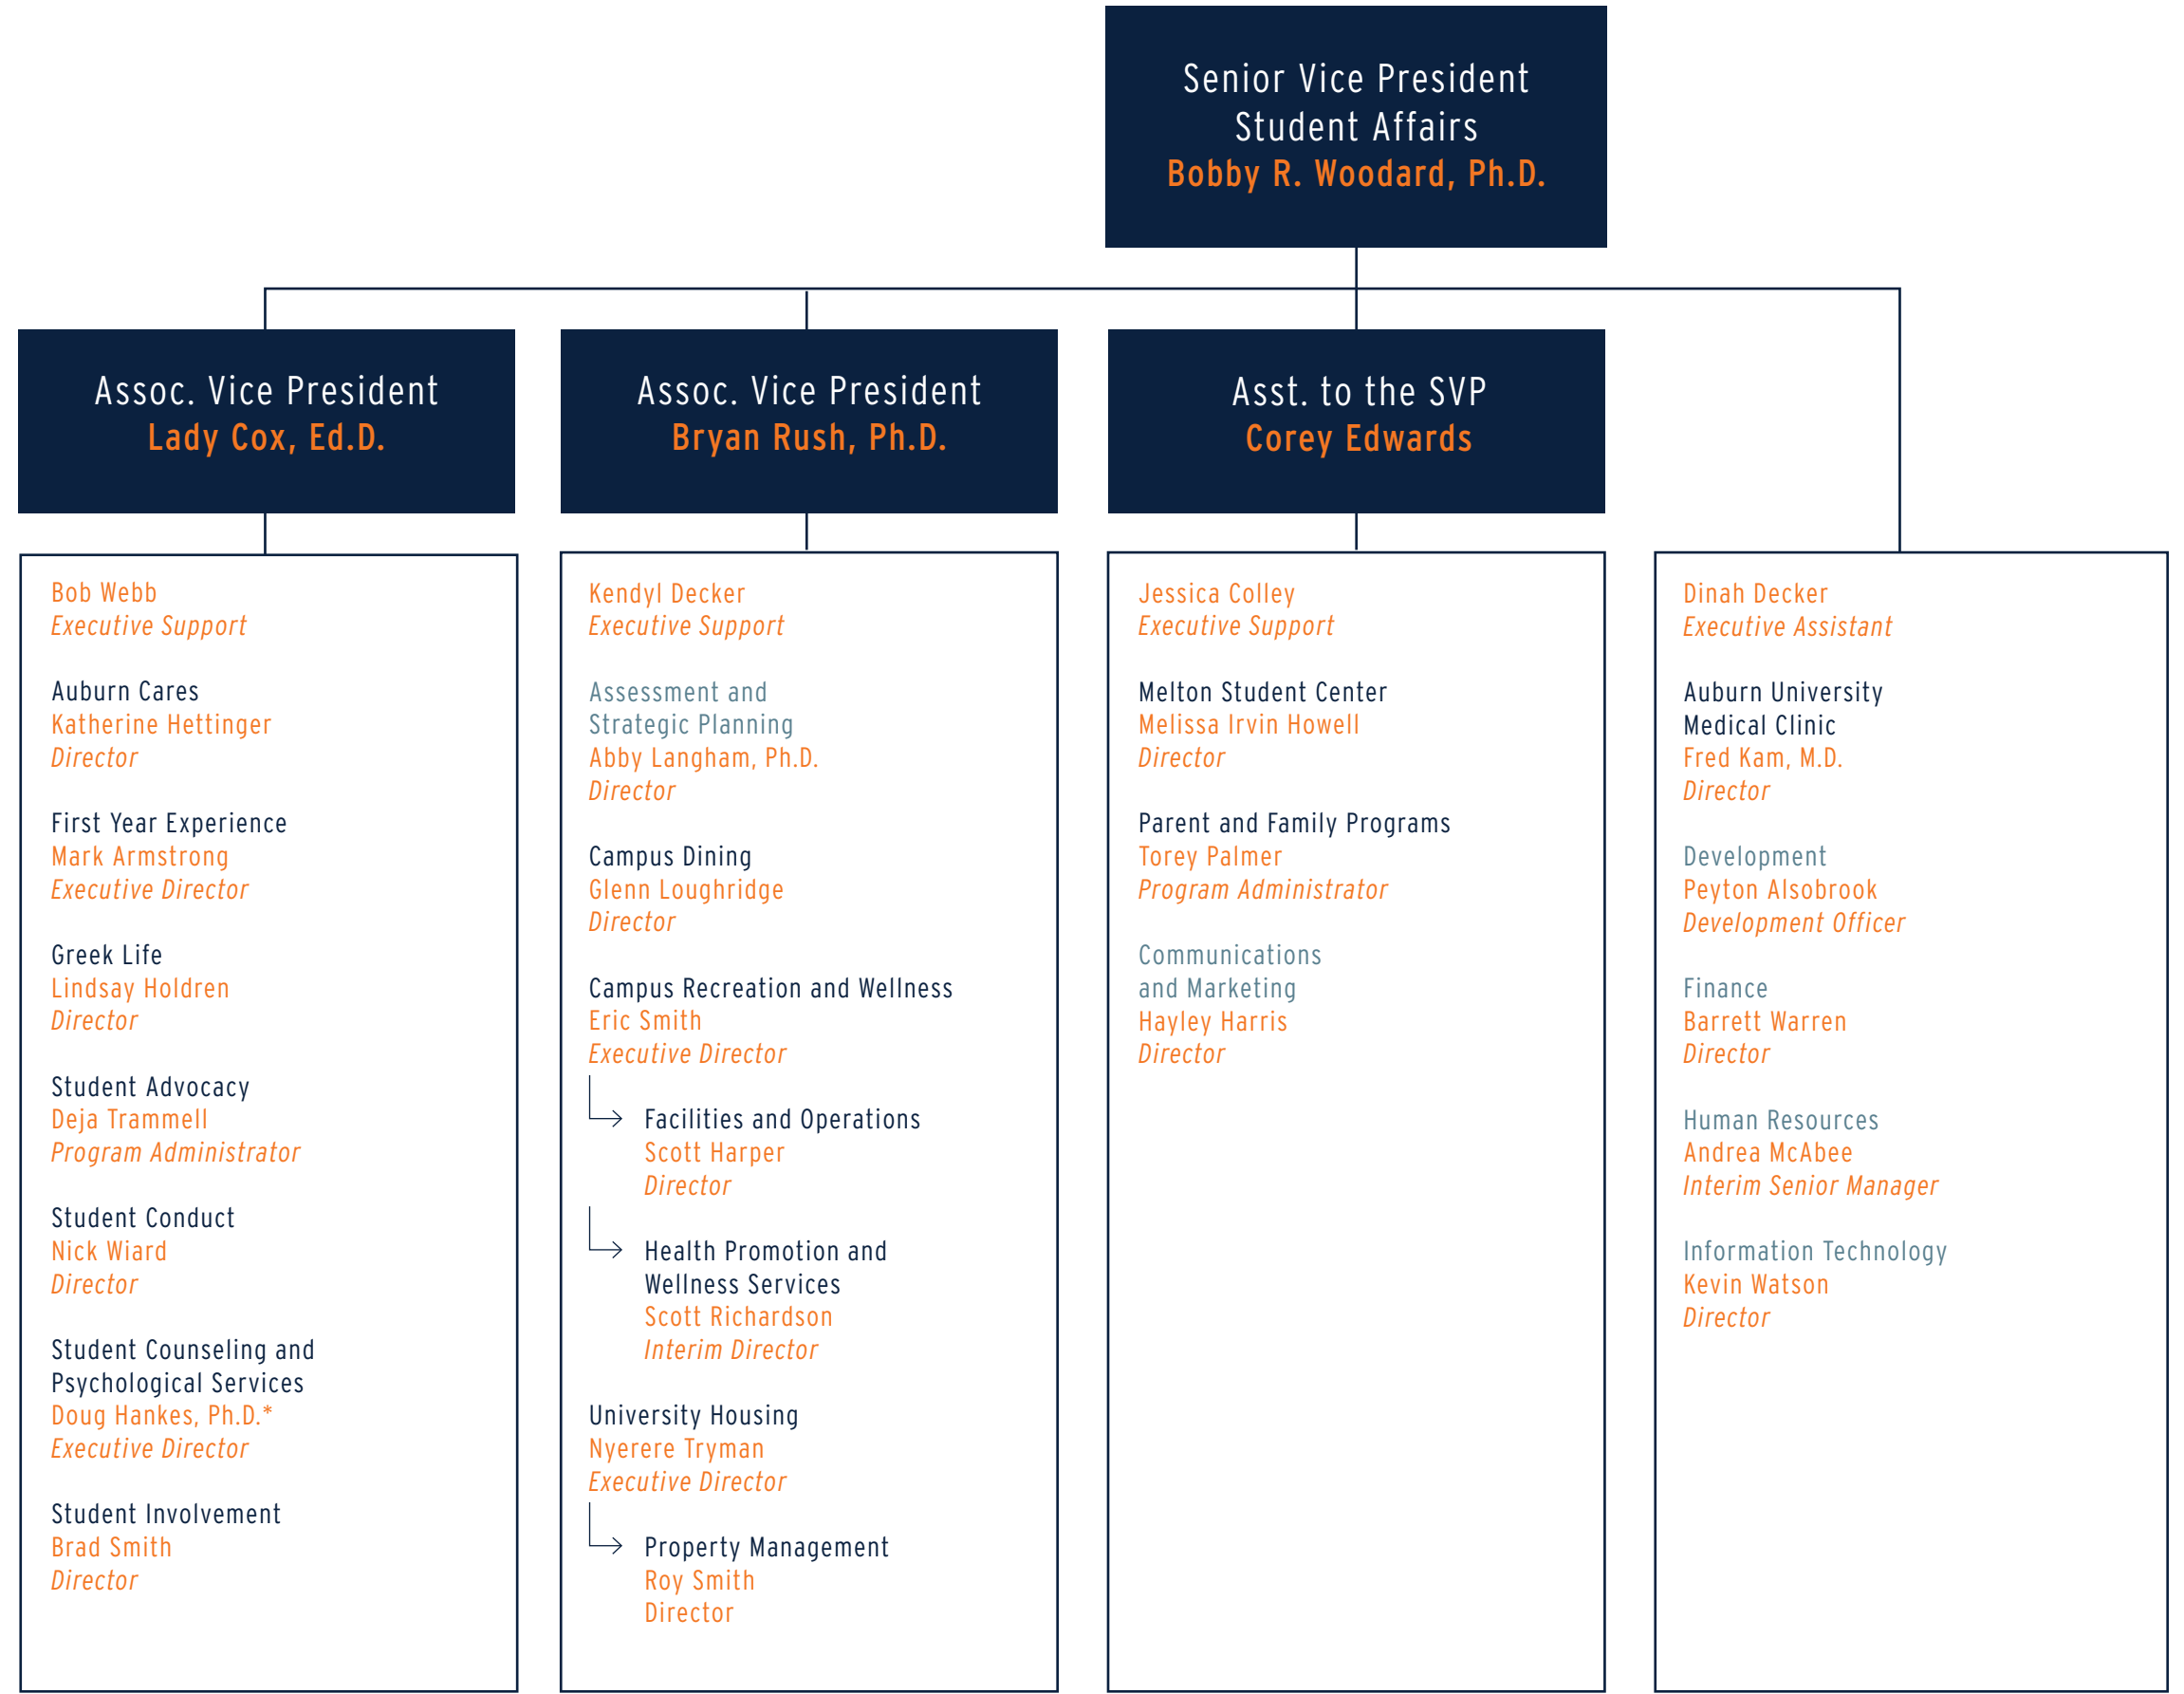 Senior Vice President
Student Affairs
Bobby R. Woodard, Ph.D.
Assoc. Vice President
Lady Cox, Ed.D.
Assoc. Vice President
Bryan Rush, Ph.D.
Asst. to the SVP
Corey Edwards
Bob Webb
Executive Support
Auburn Cares
Katherine Hettinger
Director
First Year Experience
Mark Armstrong
Executive Director
Greek Life
Lindsay Holdren
Director
Student Advocacy
Deja Trammell
Program Administrator
Student Conduct
Nick Wiard
Director
Student Counseling and
Psychological Services
Doug Hankes, Ph.D.*
Executive Director
Student Involvement
Brad Smith
Director
Kendyl Decker
Executive Support
Assessment and
Strategic Planning
Abby Langham, Ph.D.
Director
Campus Dining
Glenn Loughridge
Director
Campus Recreation and Wellness
Eric Smith
Executive Director
Facilities and Operations
Scott Harper
Director
Health Promotion and
Wellness Services
Scott Richardson
Interim Director
University Housing
Nyerere Tryman
Executive Director
Property Management
Roy Smith
Director
Jessica Colley
Executive Support
Melton Student Center
Melissa Irvin Howell
Director
Parent and Family Programs
Torey Palmer
Program Administrator
Communications
and Marketing
Hayley Harris
Director
Dinah Decker
Executive Assistant
Auburn University
Medical Clinic
Fred Kam, M.D.
Director
Development
Peyton Alsobrook
Development Officer
Finance
Barrett Warren
Director
Human Resources
Andrea McAbee
Interim Senior Manager
Information Technology
Kevin Watson
Director